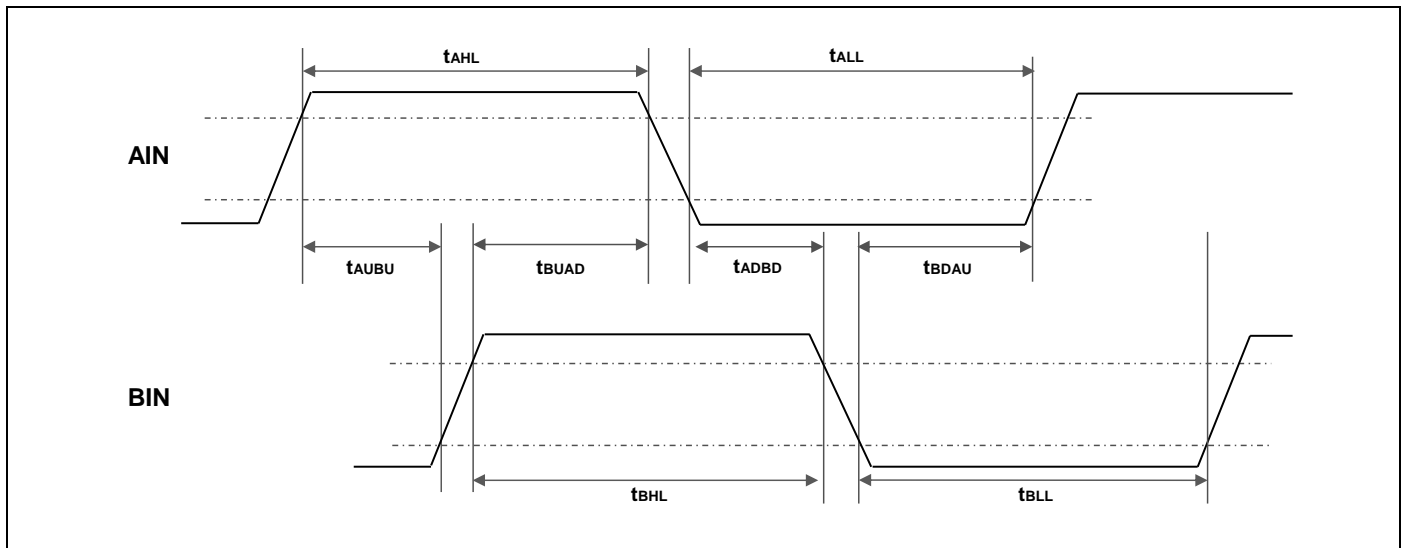 tAHL tALL
AIN
tAUBU tBUAD tADBD tBDAU
BIN
tBHL tBLL